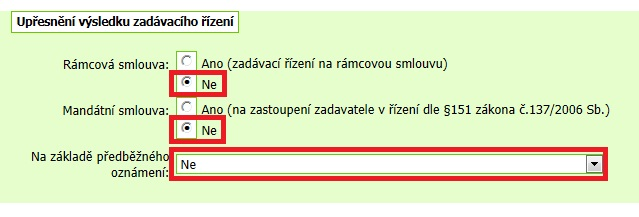 Upřesnění výsledku zadávacího řízení
Rámcová smlouva: Ano (zadávací řízení na rámcovou smlouvu)
Ne
Mandátní smlouva: Ano (na zastoupení zadavatele v řízení dle §151 zákona č.137/2006 Sb.)
Ne
Na základě předběžného
oznámení: Ne